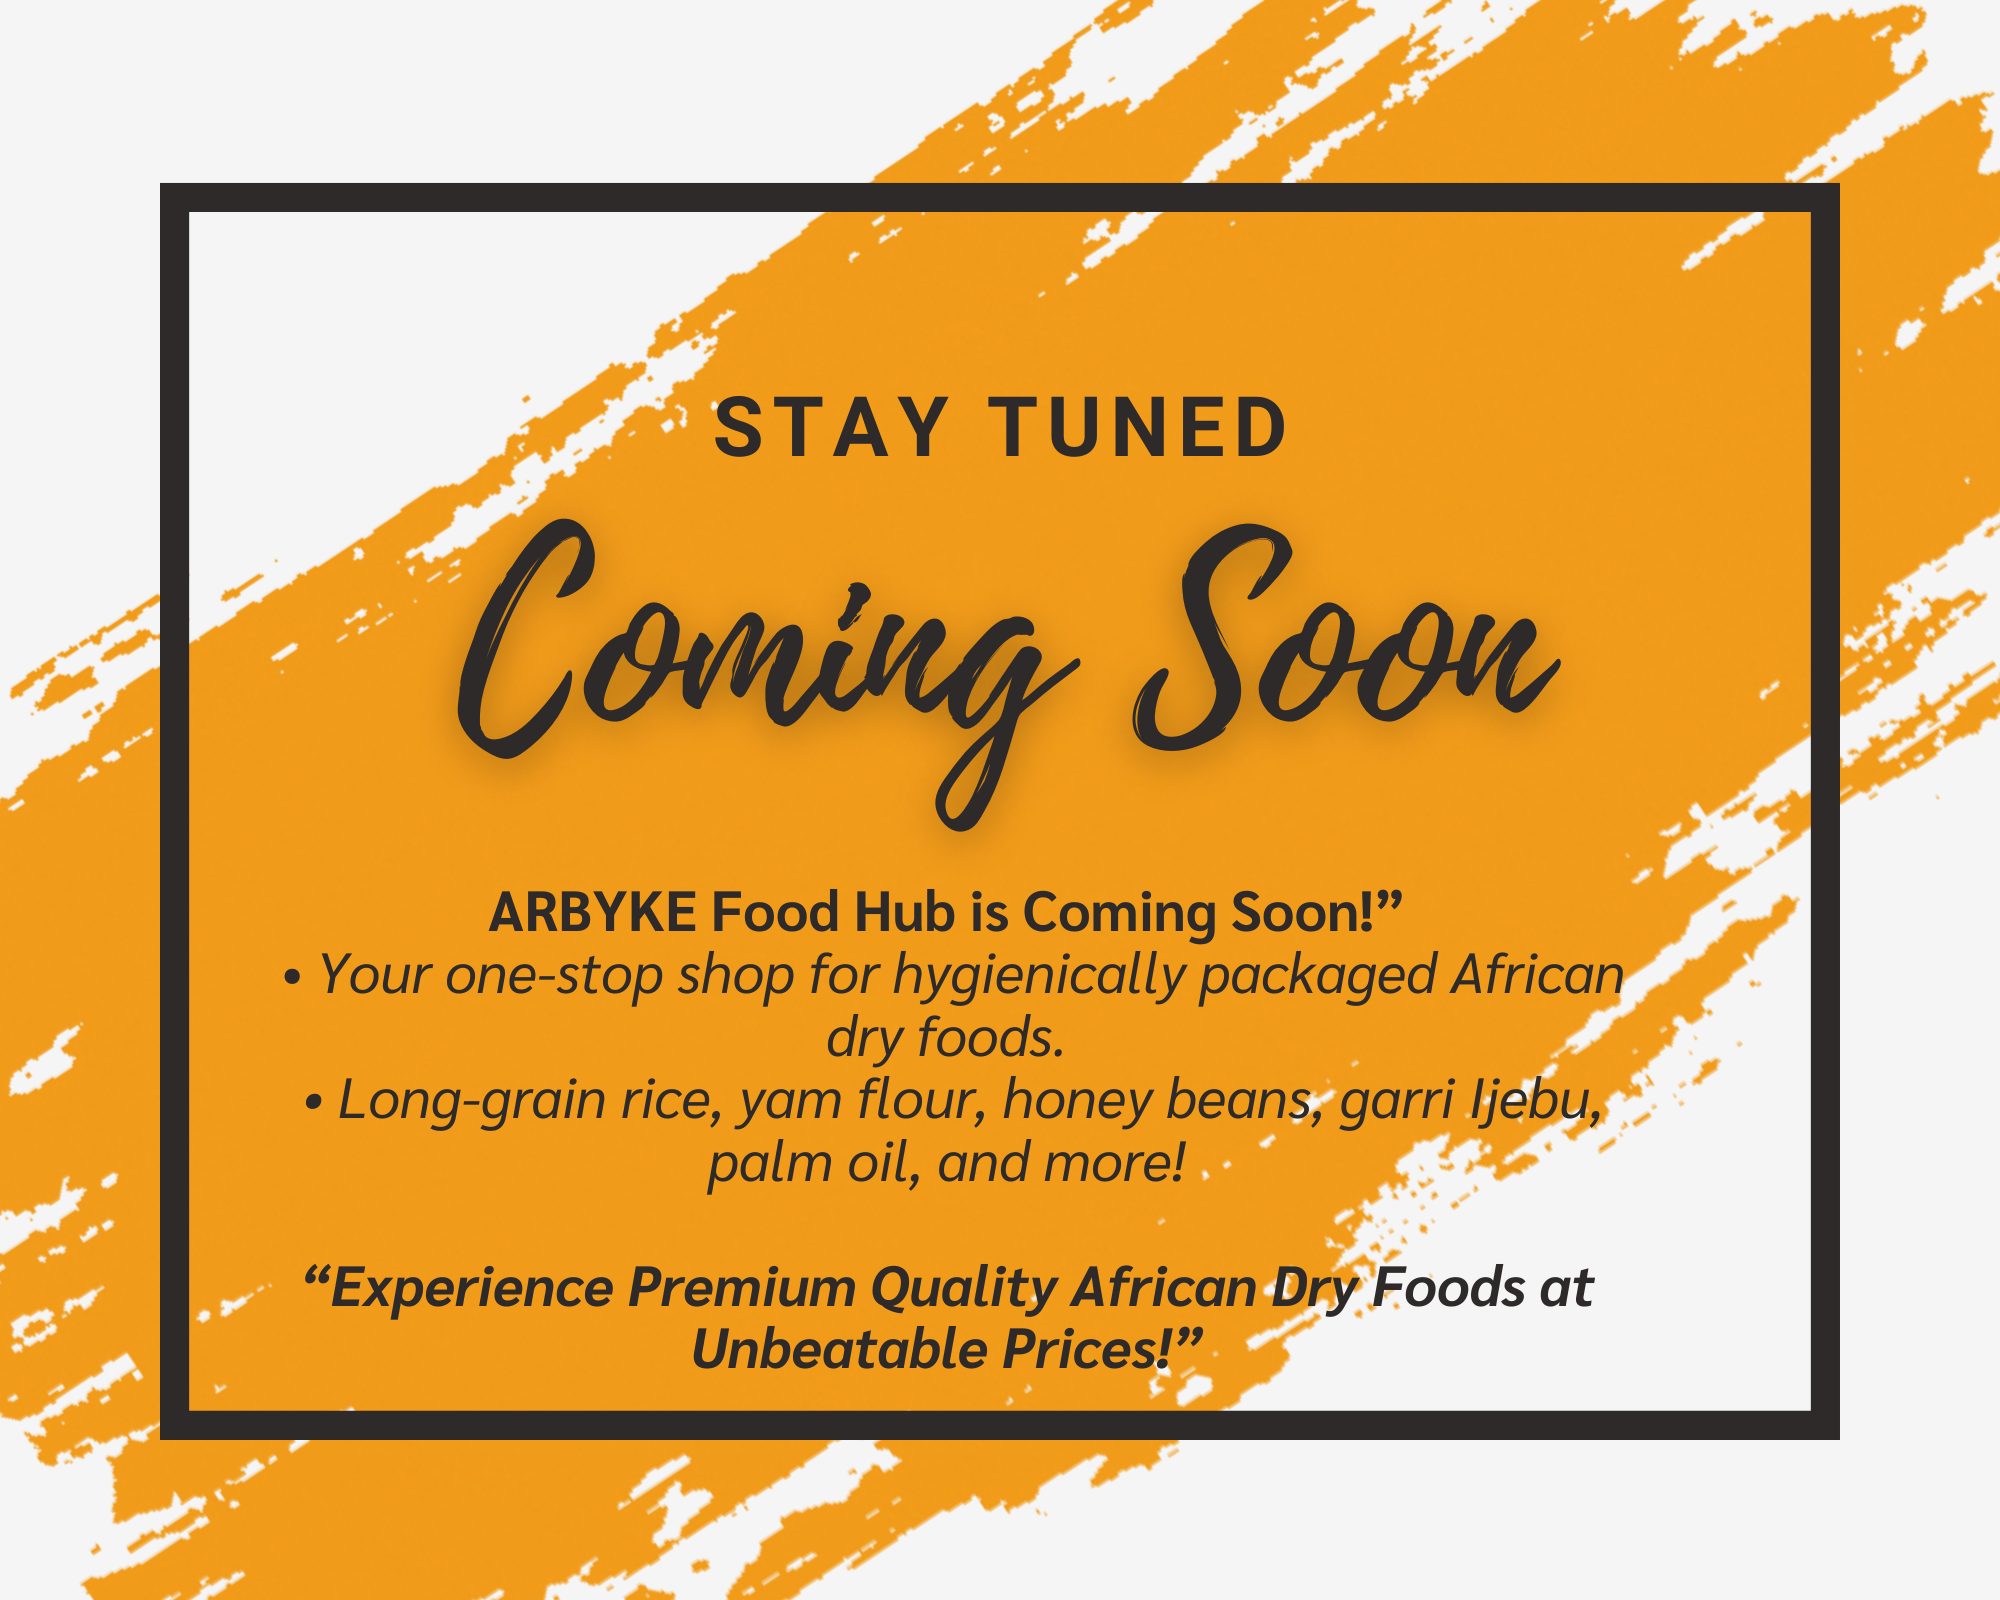 STAY TUNED
Coming Soon
ARBYKE Food Hub is Coming Soon!”
• Your one-stop shop for hygienically packaged African
dry foods.
• Long-grain rice, yam flour, honey beans, garri Ijebu,
palm oil, and more!
“Experience Premium Quality African Dry Foods at
Unbeatable Prices!”